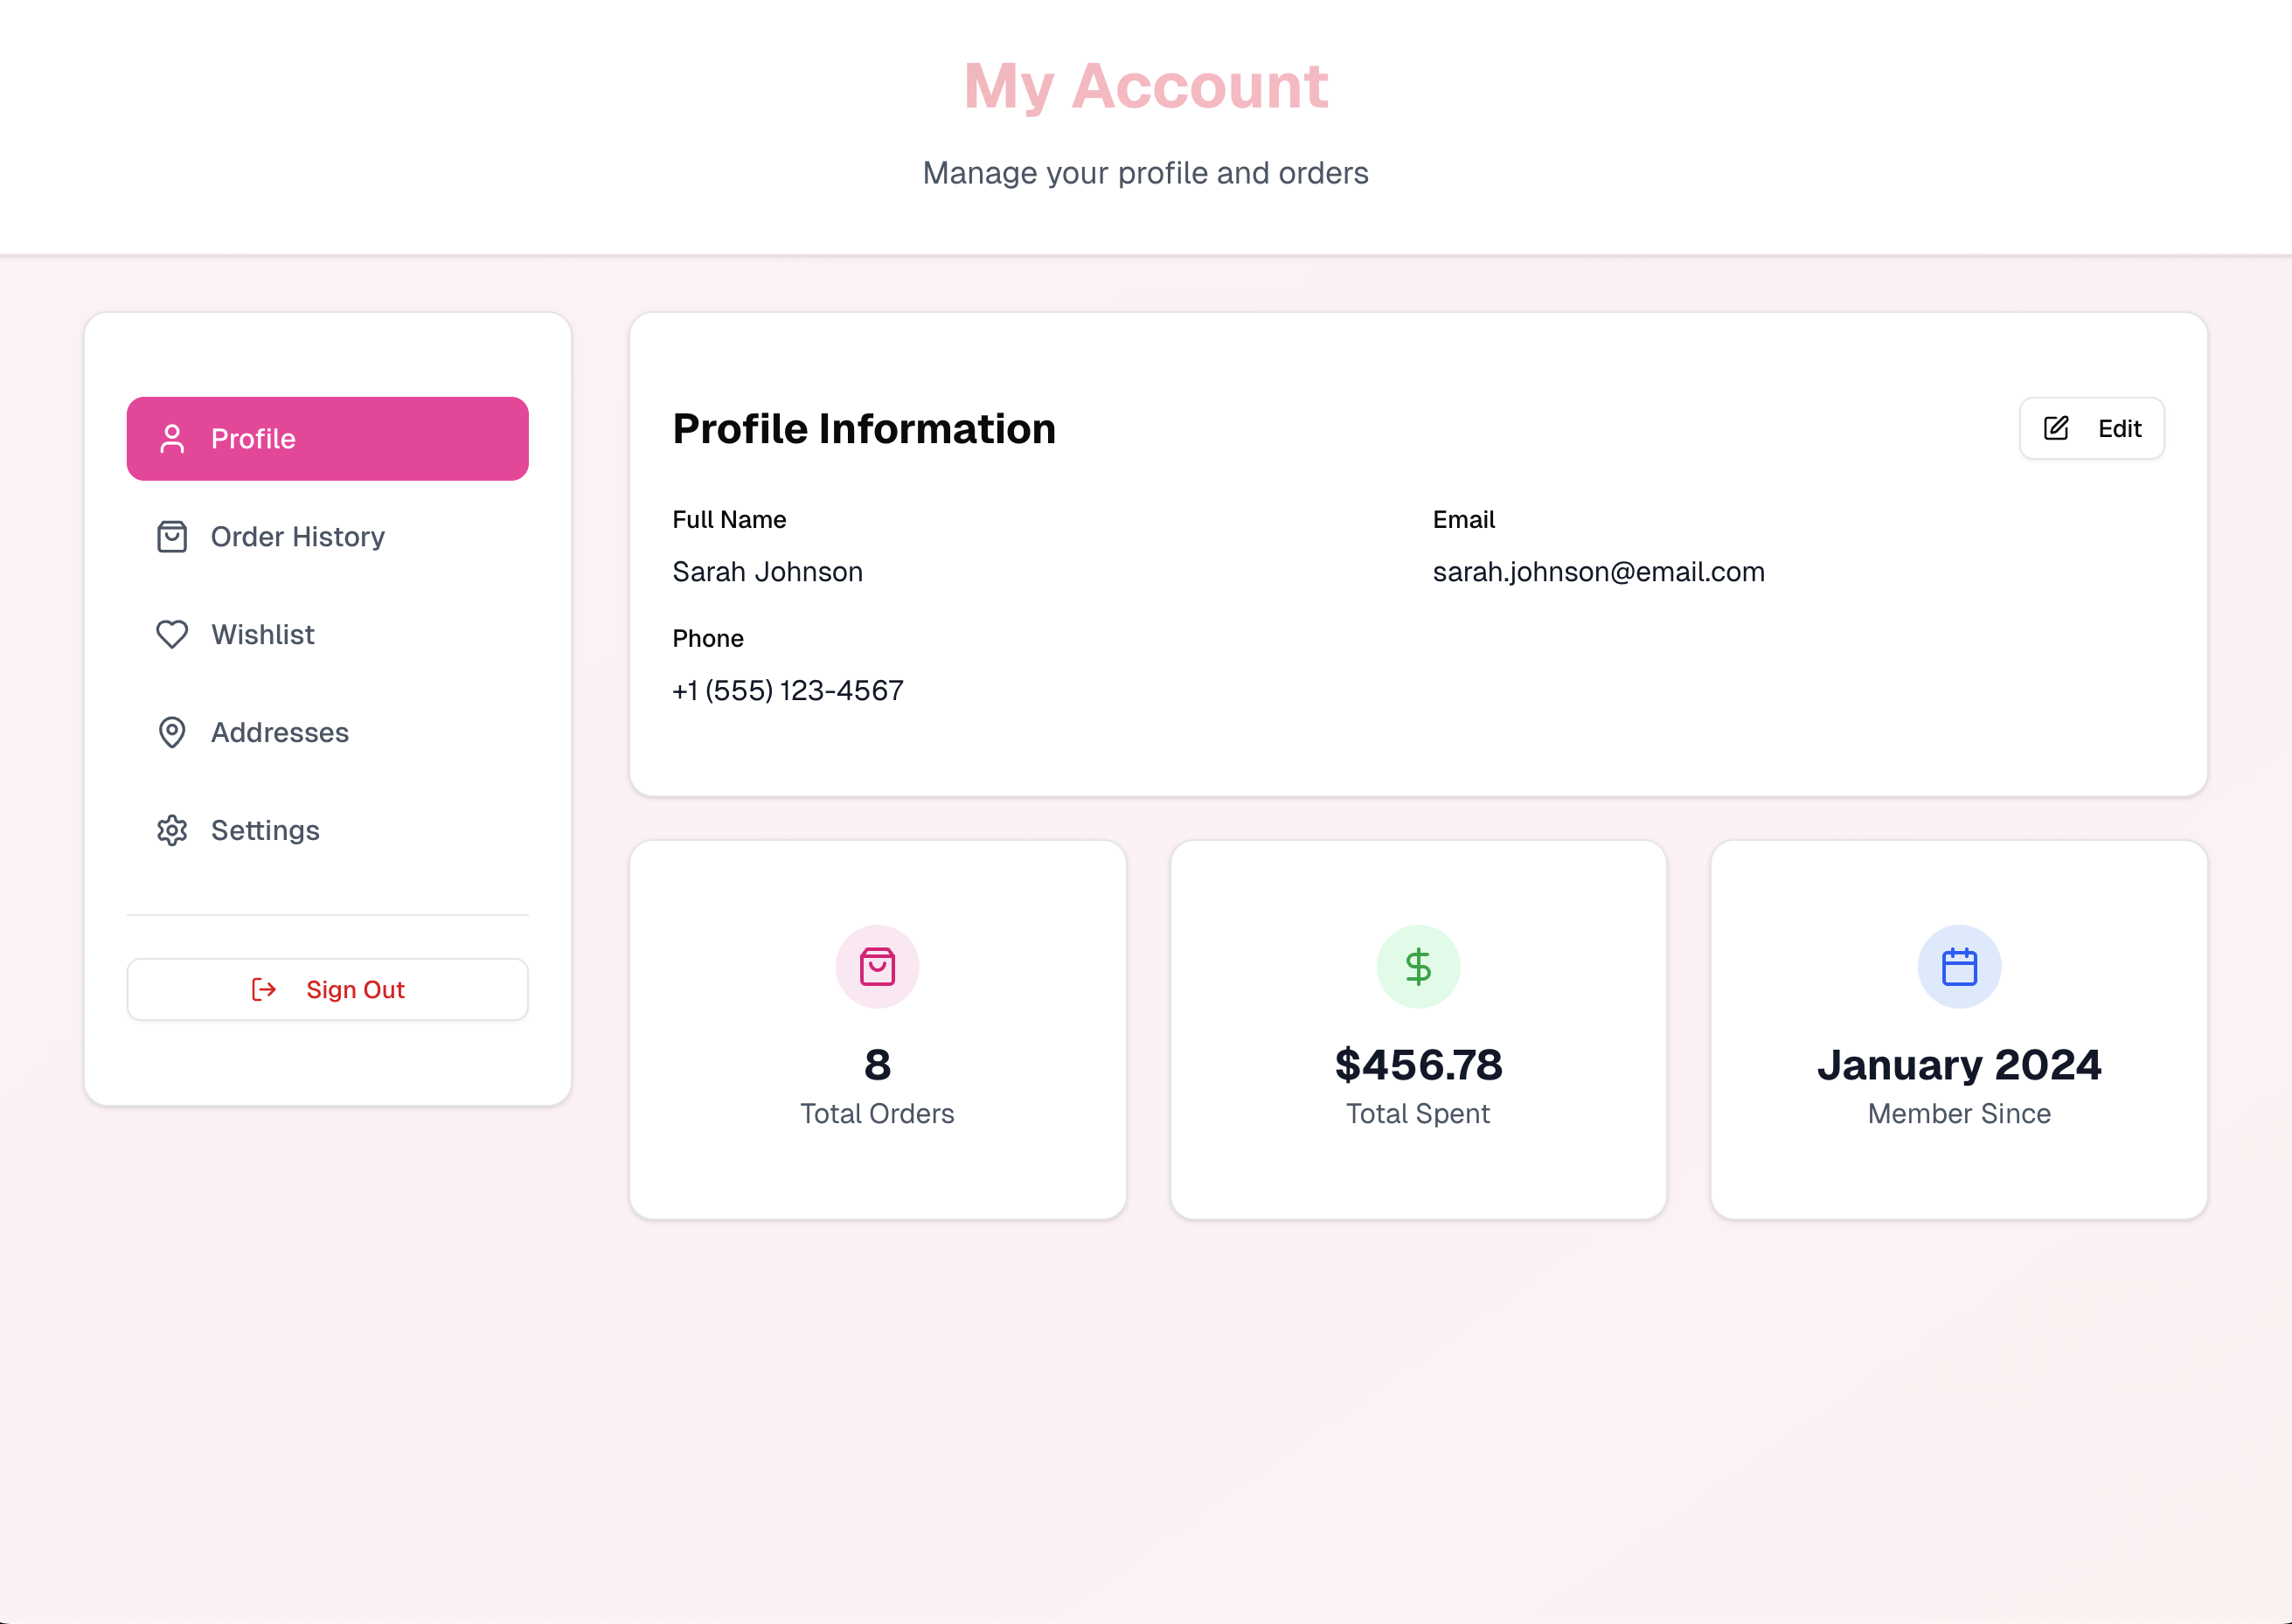 My Account
Manage your profile and orders
Profile
Order History
Wishlist
Addresses
Settings
Sign Out
Profile Information
Edit
Full Name
Sarah Johnson
Email
sarah.johnson@email.com
Phone
+1 (555) 123-4567
8
Total Orders
$456.78
Total Spent
January 2024
Member Since